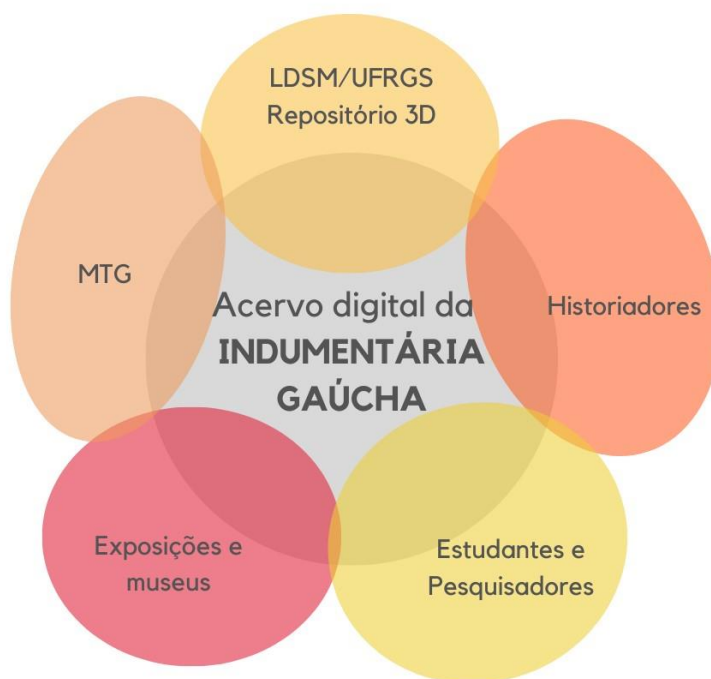 LDSM/UFRGS
Repositório 3D
MTG
Historiadores
Acervo digital da
INDUMENTÁRIA
GAÚCHA
Exposições e
museus
Estudantes e
Pesquisadores